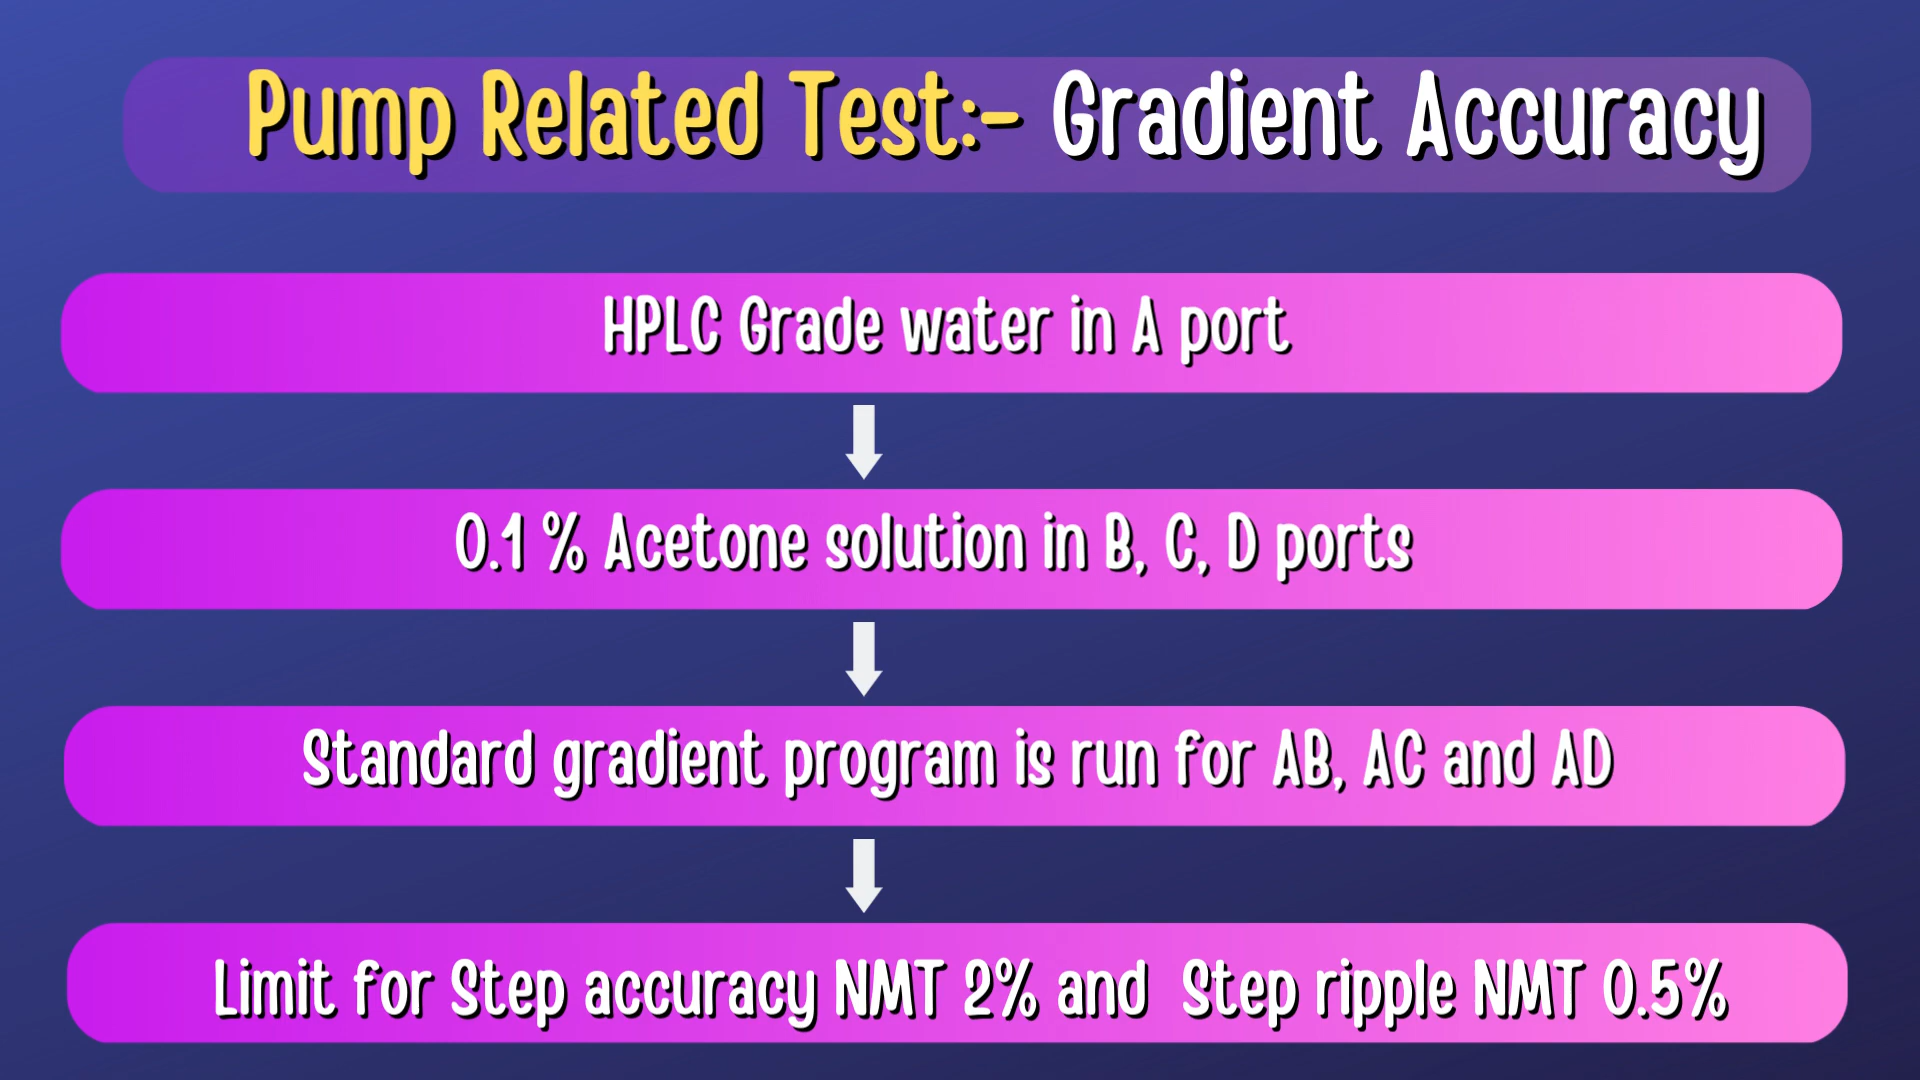 Pump Related Test:- Gradient Accuracy
HPLC Grade water in A port
0.1 % Acetone solution in B, C, D ports
Standard gradient program is run for AB, AC and AD
Limit for Step accuracy NMT 2% and Step ripple NMT 0.5%